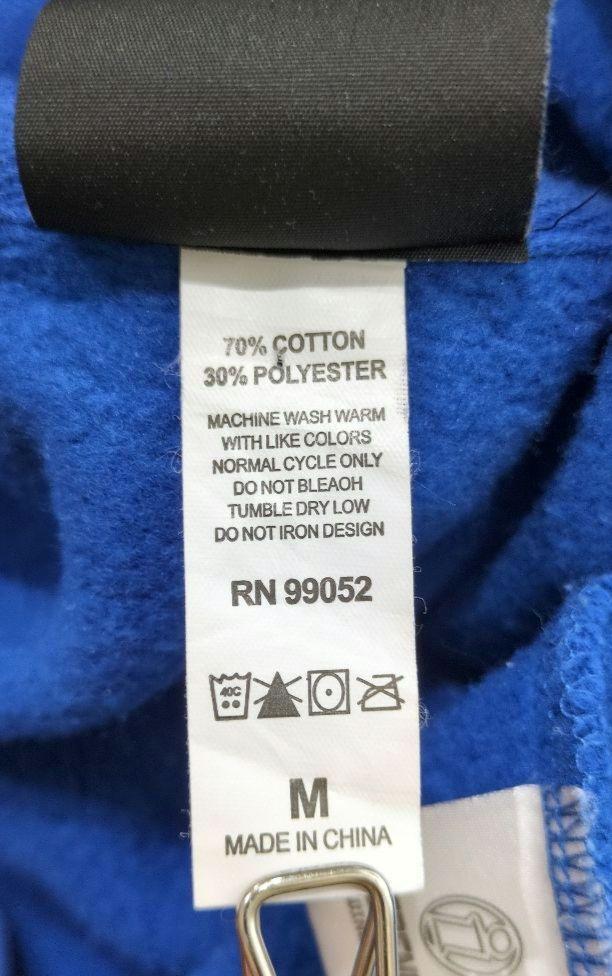 70% COTTON
30% POLYESTER
MACHINE WASH WARM
WITH LIKE COLORS
NORMAL CYCLE ONLY
DO NOT BLEAOH
TUMBLE DRY LOW
DO NOT IRON DESIGN
RN 99052
40C
M
MADE IN CHINA